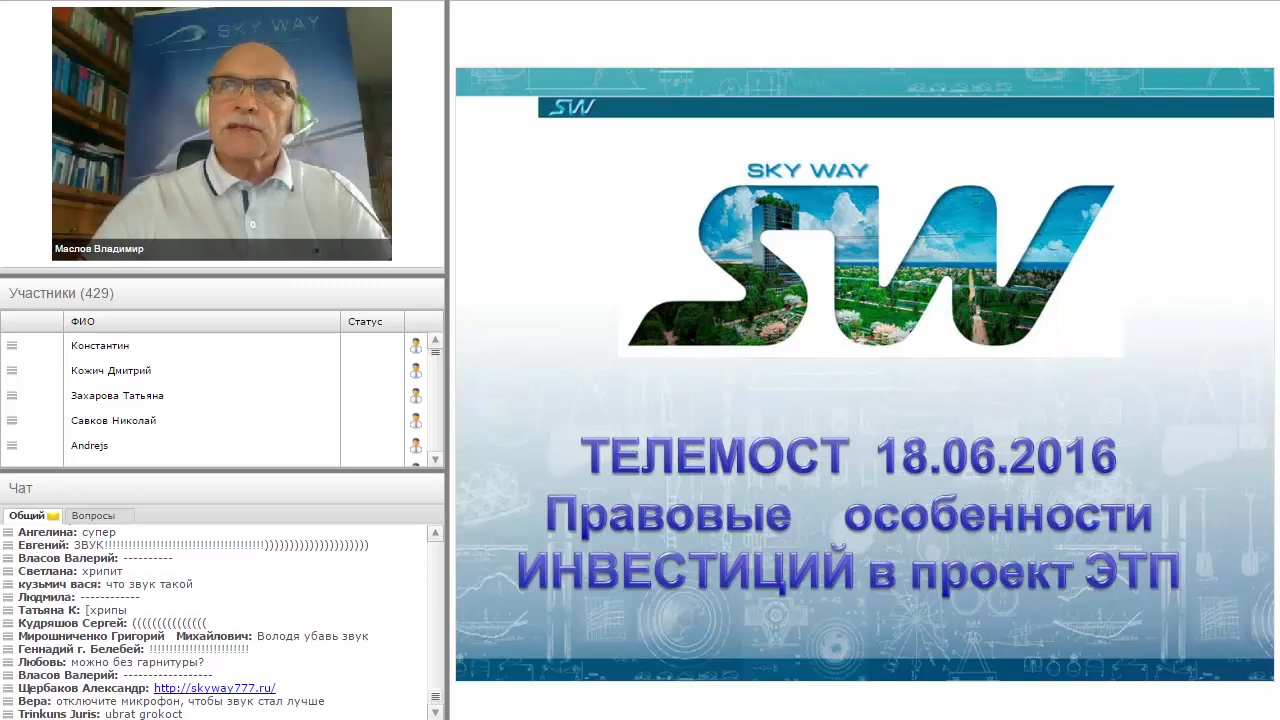 SKY WAY
Маслов Владимир
Участники (429)
ФИО Статус
Константин
Кожич Дмитрий
Захарова Татьяна
Савков Николай
Andrejs
Чат
Общий Вопросы
Ангелина: супер
Евгений: ЗВУК!!!!!!!!!!!!!!!!!!!!!!!!!!!!!!!!!!!!!!!!))))))))))))))))))))))
Власов Валерий: ----------
Светлана: хрипит
кузьмич вася: что звук такой
Людмила: ------------
Татьяна К: [хрипы
Кудряшов Сергей: (((((((((((((((
Мирошниченко Григорий Михайлович: Володя убавь звук
Геннадий г. Белебей: !!!!!!!!!!!!!!!!!!!!!!!!!
Любовь: можно без гарнитуры?
Власов Валерий: ------------------
Щербаков Александр: http://skyway777.ru/
Вера: отключите микрофон, чтобы звук стал лучше
Trinkuns Juris: ubrat grokoct
SW
SKY WAY
SW
ТЕЛЕМОСТ 18.06.2016
Правовые особенности
ИНВЕСТИЦИЙ в проект ЭТП